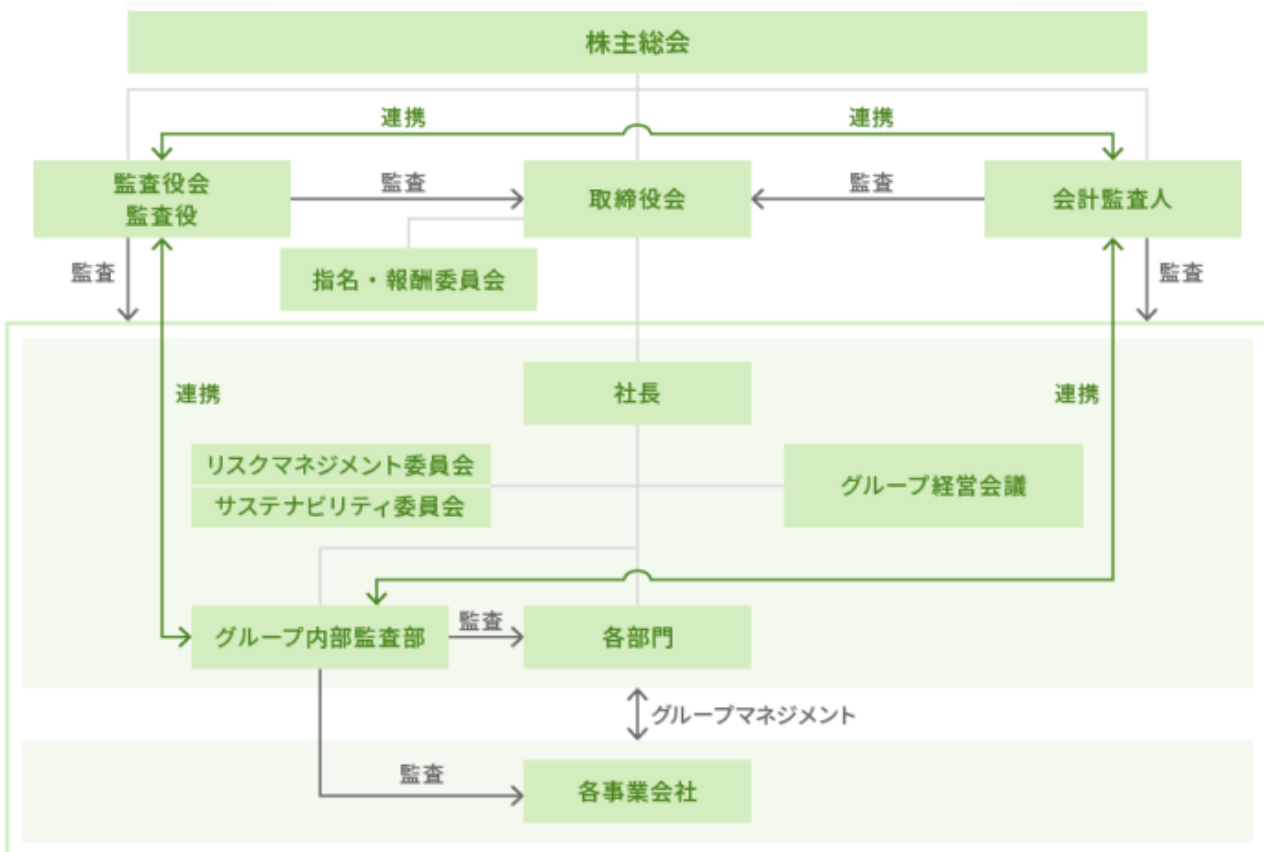 株主総会
連携
連携
監査役会
監査役
監査
取締役会
監査
会計監査人
監査
指名・報酬委員会
監査
社長
連携
連携
リスクマネジメント委員会
サステナビリティ委員会
グループ経営会議
グループ内部監査部
監査
各部門
グループマネジメント
監査
各事業会社